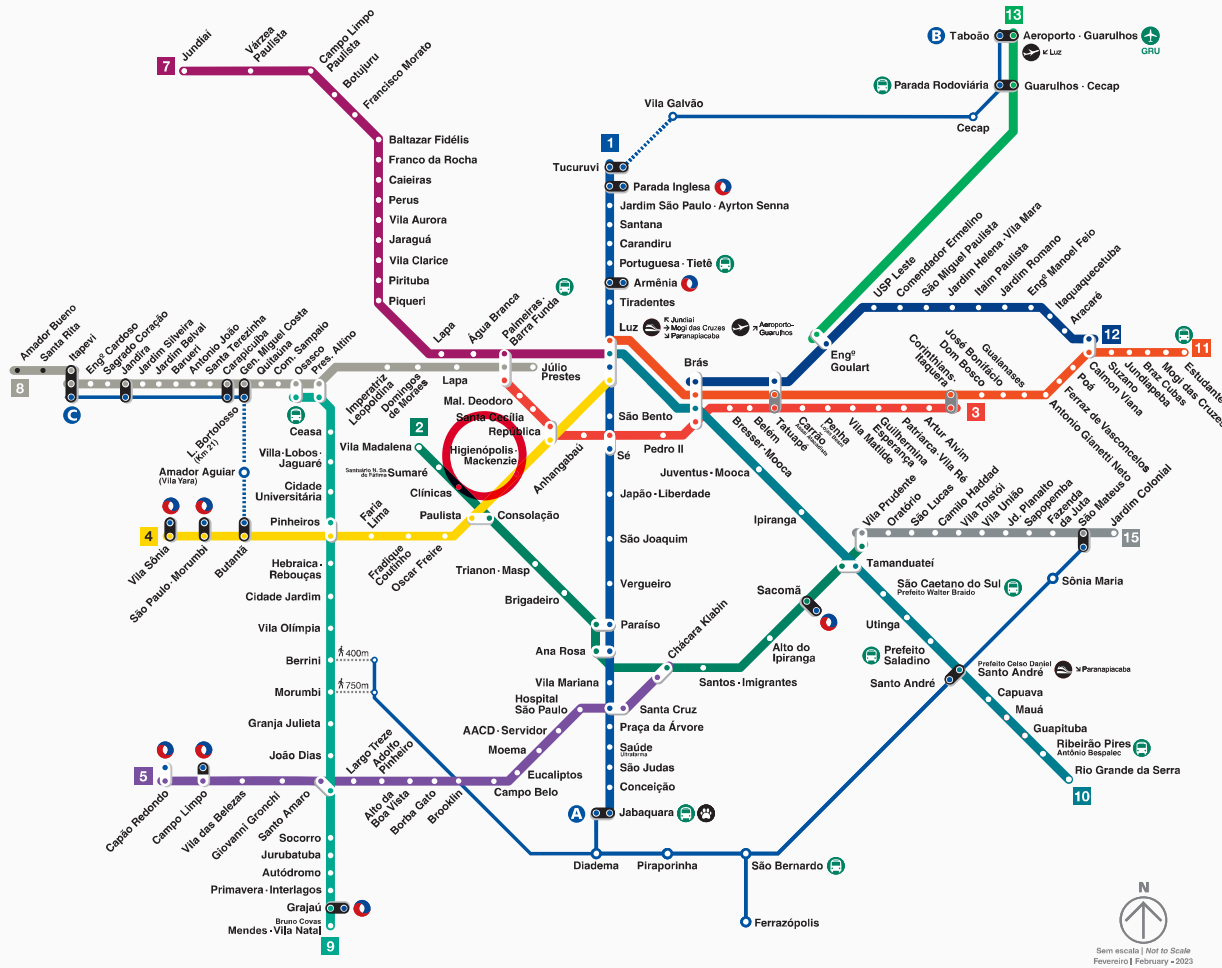 13
Taboão
B
Aeroporto · Guarulhos
GRU
↸ Luz
Parada Rodoviária
Guarulhos · Cecap
Vila Galvão
Cecap
7
Jundiaí
Várzea
Paulista
Campo Limpo
Paulista
Botujuru
Francisco Morato
Baltazar Fidélis
Franco da Rocha
Caieiras
Perus
Vila Aurora
Jaraguá
Vila Clarice
Pirituba
Piqueri
Lapa
Água Branca
Palmeiras·
Barra Funda
1
Tucuruvi
Parada Inglesa
Jardim São Paulo · Ayrton Senna
Santana
Carandiru
Portuguesa · Tietê
Armênia
Tiradentes
Luz
Jundiaí
Mogi das Cruzes
Paranapiacaba
Aeroporto-
Guarulhos
São Bento
Sé
Japão · Liberdade
São Joaquim
Vergueiro
Paraíso
Ana Rosa
Vila Mariana
Santa Cruz
Praça da Árvore
Saúde
Ultrafarma
São Judas
Conceição
A
Jabaquara
USP Leste
Comendador Ermelino
São Miguel Paulista
Jardim Helena · Vila Mara
Itaim Paulista
Jardim Romano
Engº Manoel Feio
Itaquaquecetuba
Aracaré
12
Engº
Goulart
Brás
11
Estudantes
Mogi das Cruzes
Braz Cubas
Jundiapeba
Suzano
Calmon Viana
Poá
Ferraz de Vasconcelos
Antonio Gianetti Neto
Guaianases
José Bonifácio
Dom Bosco
Corinthians·
Itaquera
3
Artur Alvim
Patriarca · Vila Ré
Guilhermina
Esperança
Vila Matilde
Penha
Carrão
Tatuapé
Belém
Bresser · Mooca
Pedro II
Anhangabaú
República
Santa Cecília
Mal. Deodoro
8
Amador Bueno
Santa Rita
Itapevi
C
Engº Cardoso
Sagrado Coração
Jandira
Jardim Silveira
Jardim Belval
Barueri
Antonio João
Santa Terezinha
Carapicuíba
Gen. Miguel Costa
Quitaúna
Com. Sampaio
Osasco
Pres. Altino
Imperatriz
Leopoldina
Domingos
de Moraes
Lapa
Júlio
Prestes
L. Bortolosso
(Km 21)
Amador Aguiar
(Vila Yara)
Ceasa
Villa-Lobos·
Jaguaré
Cidade
Universitária
Pinheiros
Hebraica ·
Rebouças
Cidade Jardim
Vila Olímpia
Berrini
400m
Morumbi
750m
Granja Julieta
João Dias
Santo Amaro
Socorro
Jurubatuba
Autódromo
Primavera · Interlagos
Grajaú
Bruno Covas
Mendes · Vila Natal
9
4
Vila Sônia
São Paulo · Morumbi
Butantã
Faria
Lima
Fradique
Coutinho
Oscar Freire
Paulista
Higienópolis·
Mackenzie
2
Vila Madalena
Santuário N. Sa.
de Fátima
Sumaré
Clínicas
Consolação
Trianon · Masp
Brigadeiro
Chácara Klabin
Santos · Imigrantes
Alto do
Ipiranga
Sacomã
Tamanduateí
Vila Prudente
Oratório
São Lucas
Camilo Haddad
Vila Tolstói
Vila União
Jd. Planalto
Sapopemba
Fazenda
da Juta
São Mateus
Jardim Colonial
15
Juventus · Mooca
Ipiranga
São Caetano do Sul
Prefeito Walter Braido
Utinga
Prefeito
Saladino
Prefeito Celso Daniel
Santo André
Paranapiacaba
Santo André
Capuava
Mauá
Guapituba
Ribeirão Pires
Antônio Bespalec
Rio Grande da Serra
10
Sônia Maria
5
Capão Redondo
Campo Limpo
Vila das Belezas
Giovanni Gronchi
Largo Treze
Adolfo
Pinheiro
Alto da
Boa Vista
Borba Gato
Brooklin
Campo Belo
Eucaliptos
Moema
AACD · Servidor
Hospital
São Paulo
Diadema
Piraporinha
São Bernardo
Ferrazópolis
N
Sem escala | Not to Scale
Fevereiro | February - 2023